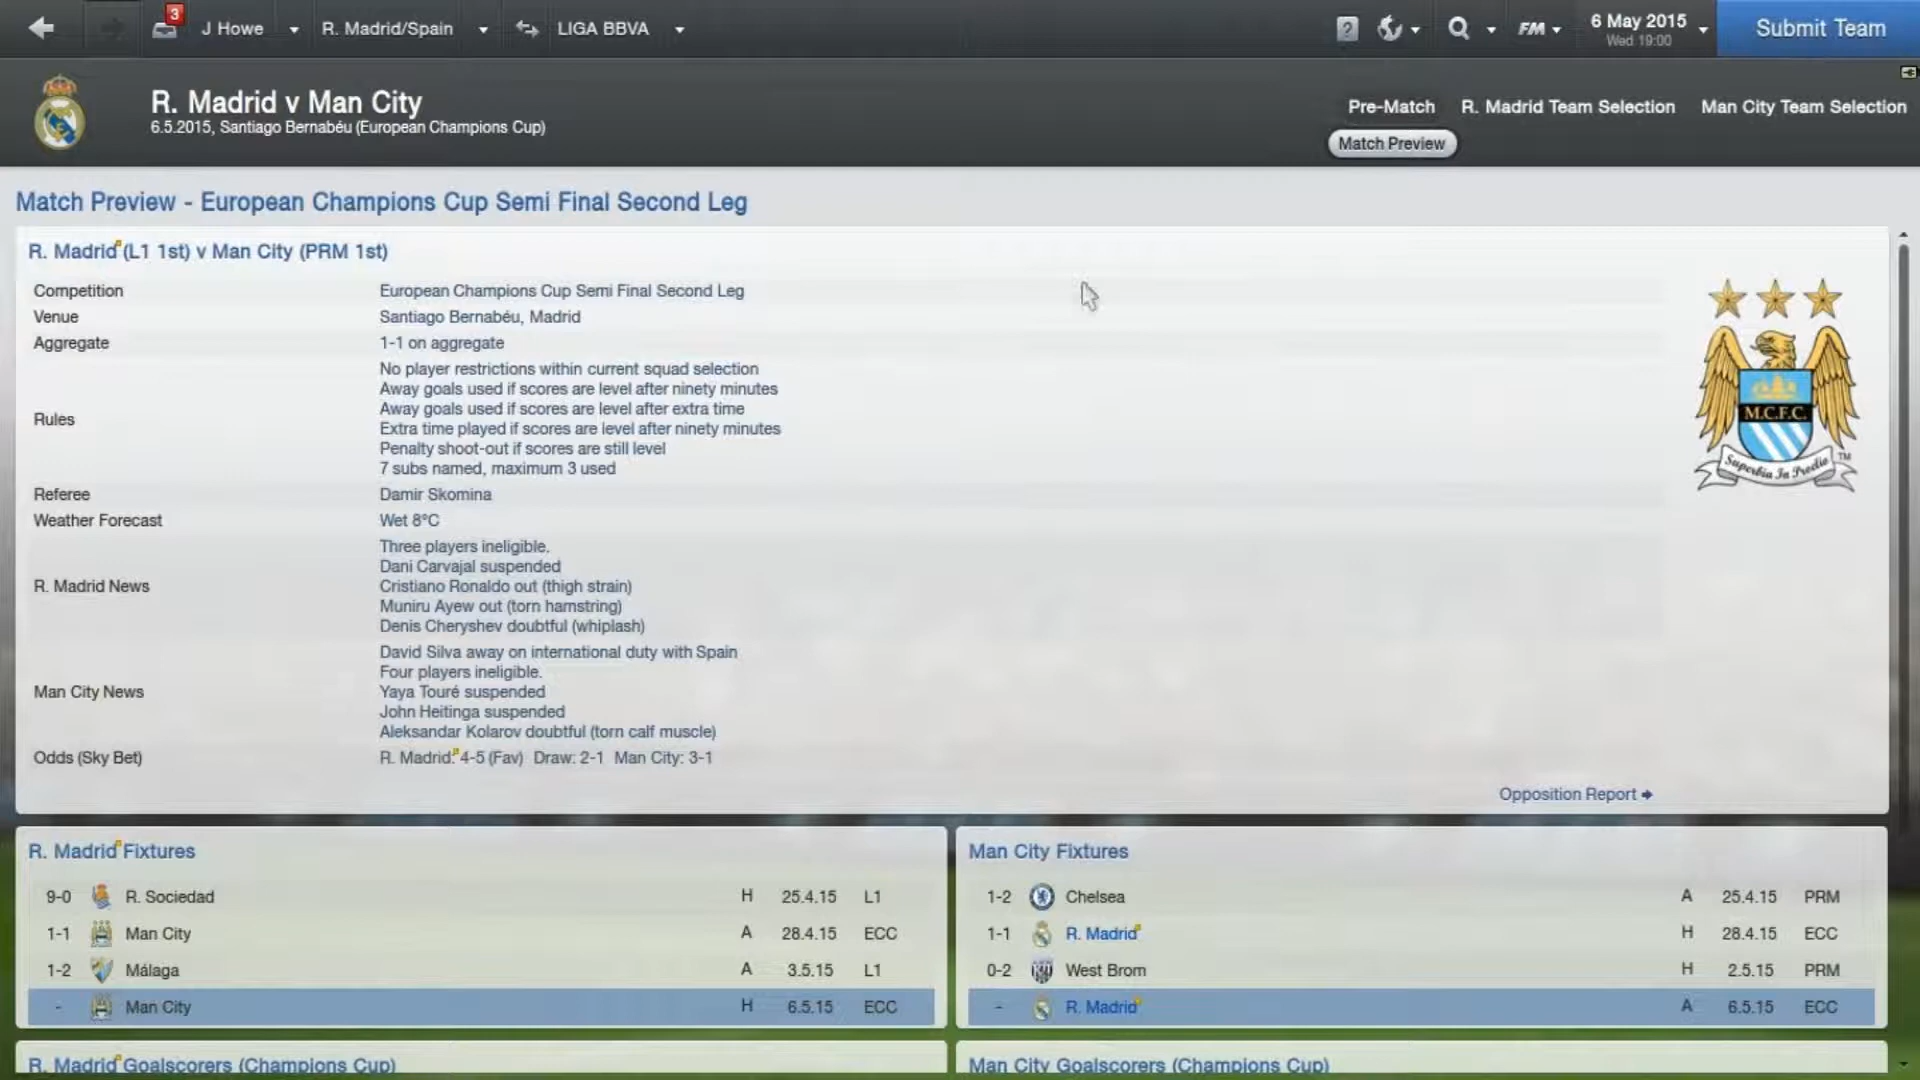 3
J Howe
R. Madrid/Spain
LIGA BBVA
?
FM
6 May 2015
Wed 19:00
Submit Team
R. Madrid v Man City
6.5.2015, Santiago Bernabéu (European Champions Cup)
Pre-Match R. Madrid Team Selection Man City Team Selection
Match Preview
Match Preview - European Champions Cup Semi Final Second Leg
R. Madrid (L1 1st) v Man City (PRM 1st)
Competition European Champions Cup Semi Final Second Leg
Venue Santiago Bernabéu, Madrid
Aggregate 1-1 on aggregate
Rules
No player restrictions within current squad selection
Away goals used if scores are level after ninety minutes
Away goals used if scores are level after extra time
Extra time played if scores are level after ninety minutes
Penalty shoot-out if scores are still level
7 subs named, maximum 3 used
Referee Damir Skomina
Weather Forecast Wet 8°C
R. Madrid News
Three players ineligible.
Dani Carvajal suspended
Cristiano Ronaldo out (thigh strain)
Muniru Ayew out (torn hamstring)
Denis Cheryshev doubtful (whiplash)
Man City News
David Silva away on international duty with Spain
Four players ineligible.
Yaya Touré suspended
John Heitinga suspended
Aleksandar Kolarov doubtful (torn calf muscle)
Odds (Sky Bet) R. Madrid: 4-5 (Fav) Draw: 2-1 Man City: 3-1
M.C.F.C.
Superbia In Proelio
TM
Opposition Report
R. Madrid Fixtures
9-0 R. Sociedad H 25.4.15 L1
1-1 Man City A 28.4.15 ECC
1-2 Málaga A 3.5.15 L1
- Man City H 6.5.15 ECC
Man City Fixtures
1-2 Chelsea A 25.4.15 PRM
1-1 R. Madrid H 28.4.15 ECC
0-2 West Brom H 2.5.15 PRM
- R. Madrid A 6.5.15 ECC
R. Madrid Goalscorers (Champions Cup)
Man City Goalscorers (Champions Cup)